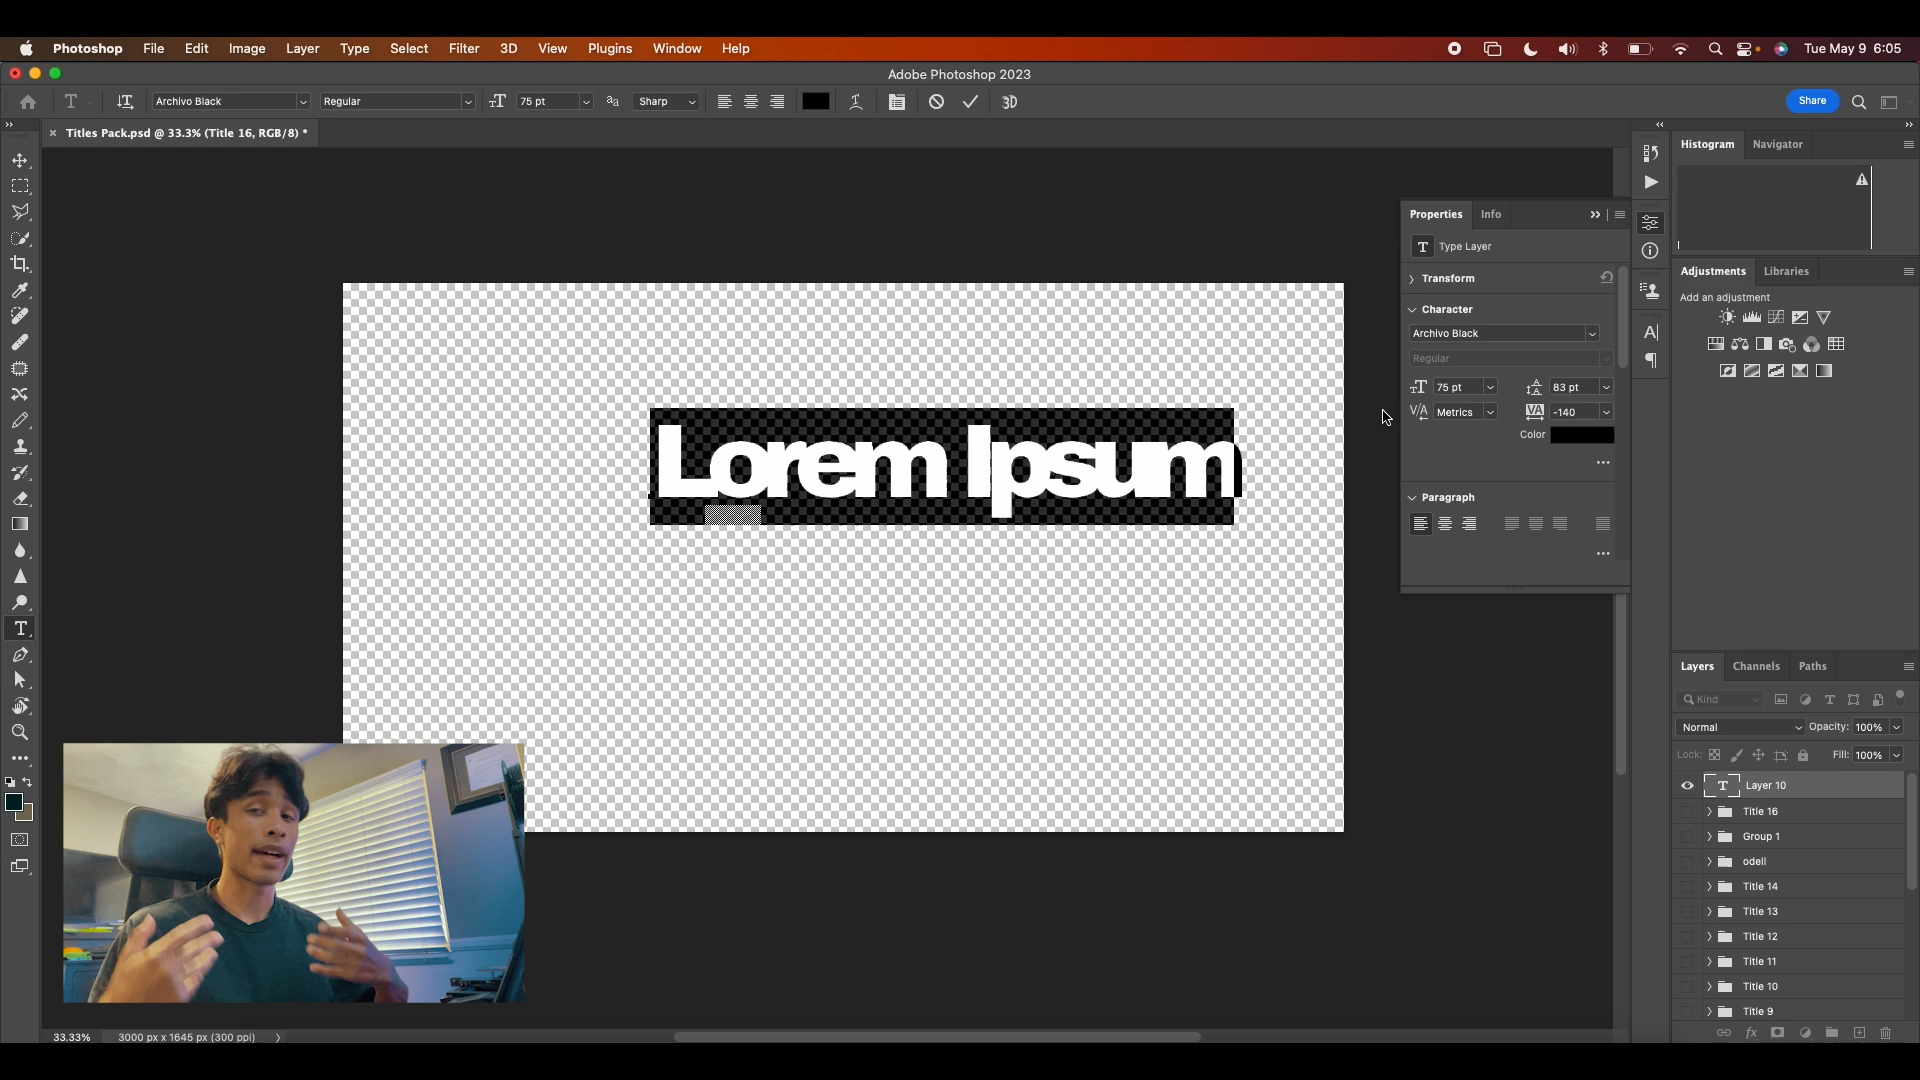 Photoshop File Edit Image Layer Type Select Filter 3D View Plugins Window Help Tue May 9 6:05
Adobe Photoshop 2023
T Archivo Black Regular 75 pt Sharp 3D Share
Titles Pack.psd @ 33.3% (Title 16, RGB/8) *
Histogram Navigator
Properties Info
T Type Layer
Transform
Character
Archivo Black
Regular
75 pt 83 pt
Metrics -140
Color
Paragraph
Adjustments Libraries
Add an adjustment
Lorem Ipsum
Layers Channels Paths
Kind
Normal Opacity: 100%
Lock: Fill: 100%
T Layer 10
Title 16
Group 1
odell
Title 14
Title 13
Title 12
Title 11
Title 10
Title 9
33.33% 3000 px x 1645 px (300 ppi)